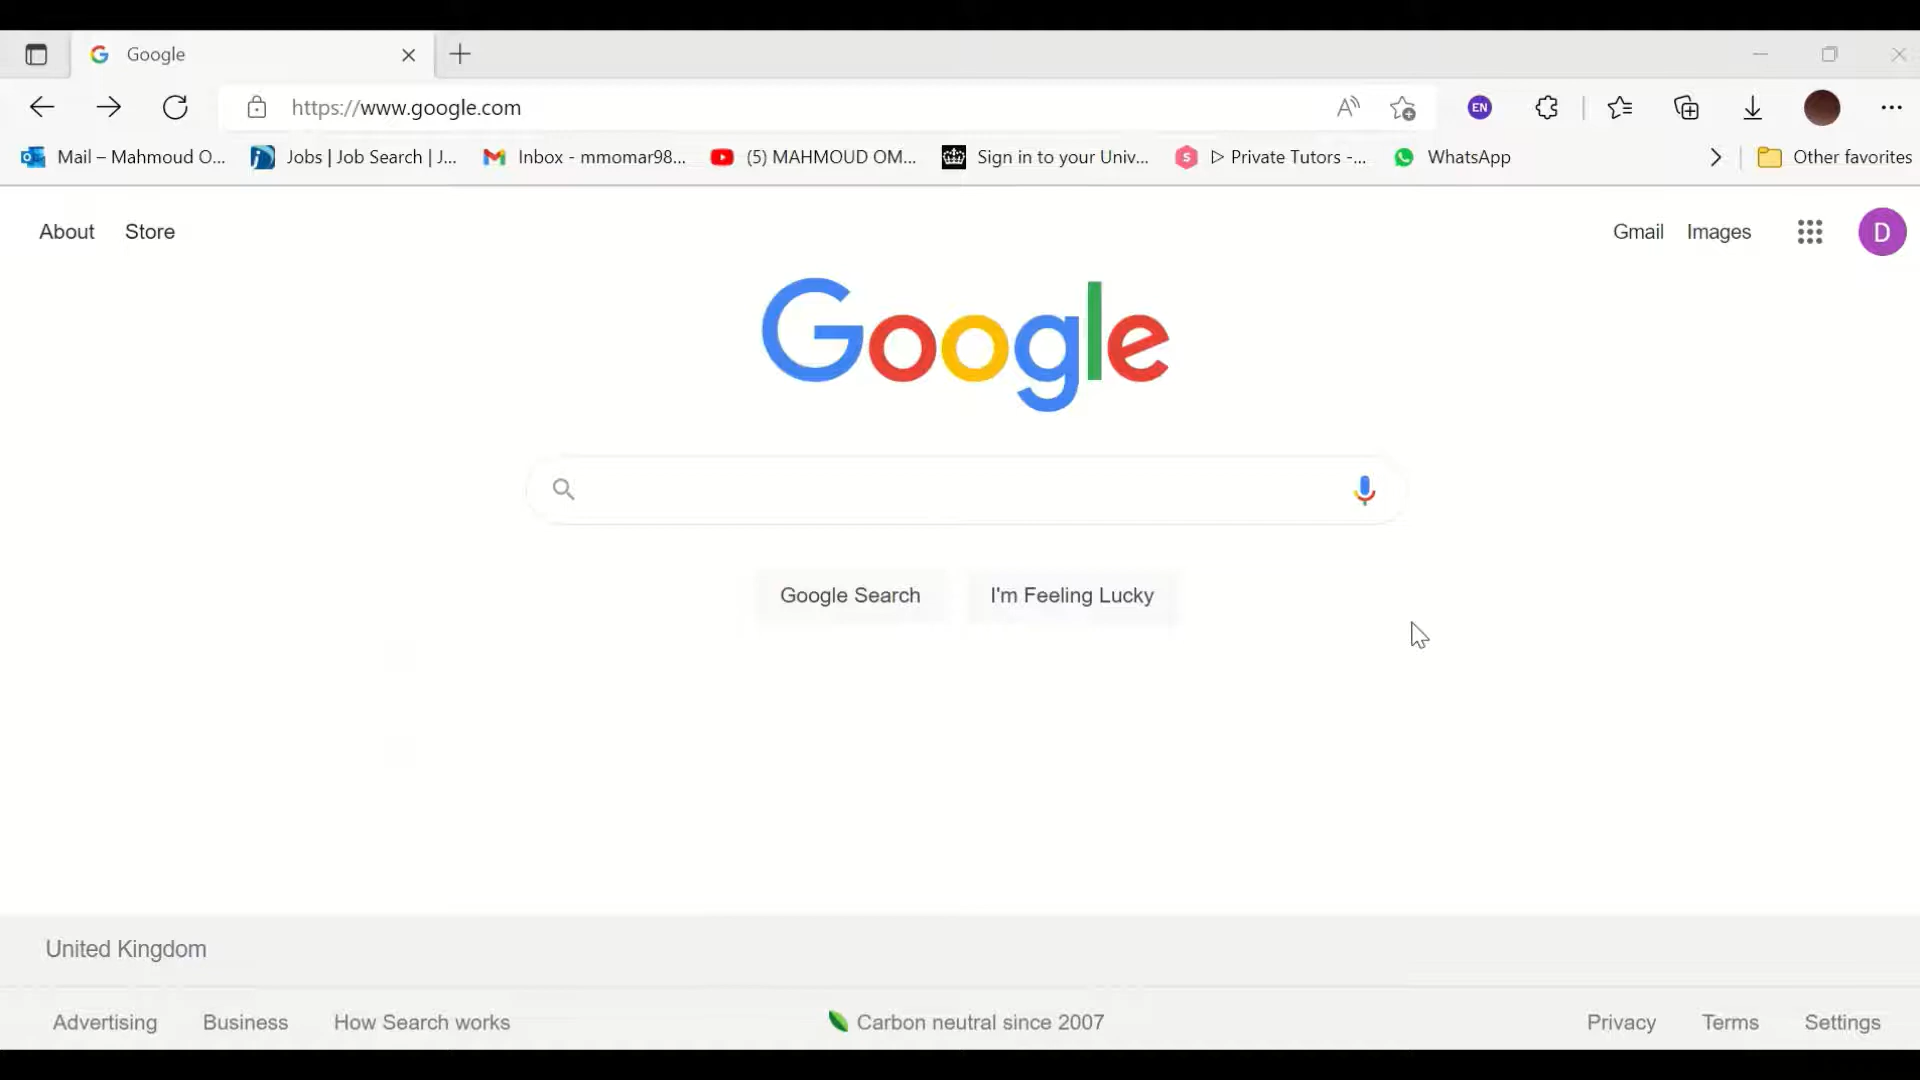 Google
https://www.google.com
EN
Mail – Mahmoud O...
Jobs | Job Search | J...
Inbox - mmomar98...
(5) MAHMOUD OM...
Sign in to your Univ...
S ▷ Private Tutors -...
WhatsApp
Other favorites
About
Store
Gmail
Images
D
Google
Google Search
I'm Feeling Lucky
United Kingdom
Advertising
Business
How Search works
Carbon neutral since 2007
Privacy
Terms
Settings